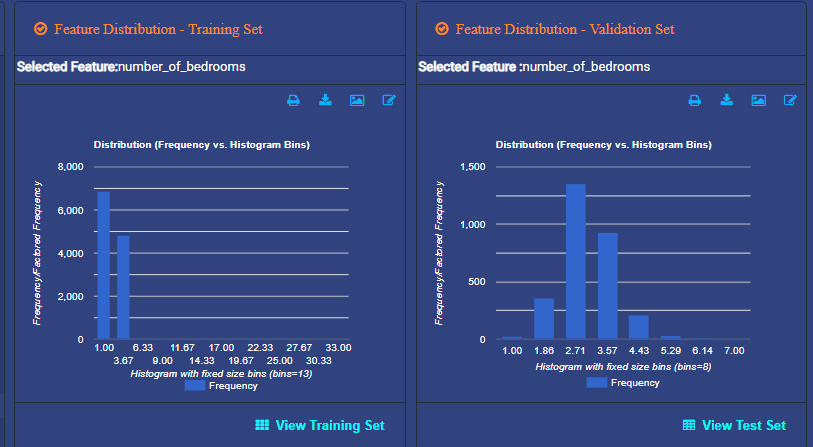 Feature Distribution - Training Set
Selected Feature:number_of_bedrooms
Distribution (Frequency vs. Histogram Bins)
Frequency/Factored Frequency
8,000
6,000
4,000
2,000
0
1.00 6.33 11.67 17.00 22.33 27.67 33.00
3.67 9.00 14.33 19.67 25.00 30.33
Histogram with fixed size bins (bins=13)
Frequency
View Training Set
Feature Distribution - Validation Set
Selected Feature :number_of_bedrooms
Distribution (Frequency vs. Histogram Bins)
Frequency/Factored Frequency
1,500
1,000
500
0
1.00 1.86 2.71 3.57 4.43 5.29 6.14 7.00
Histogram with fixed size bins (bins=8)
Frequency
View Test Set